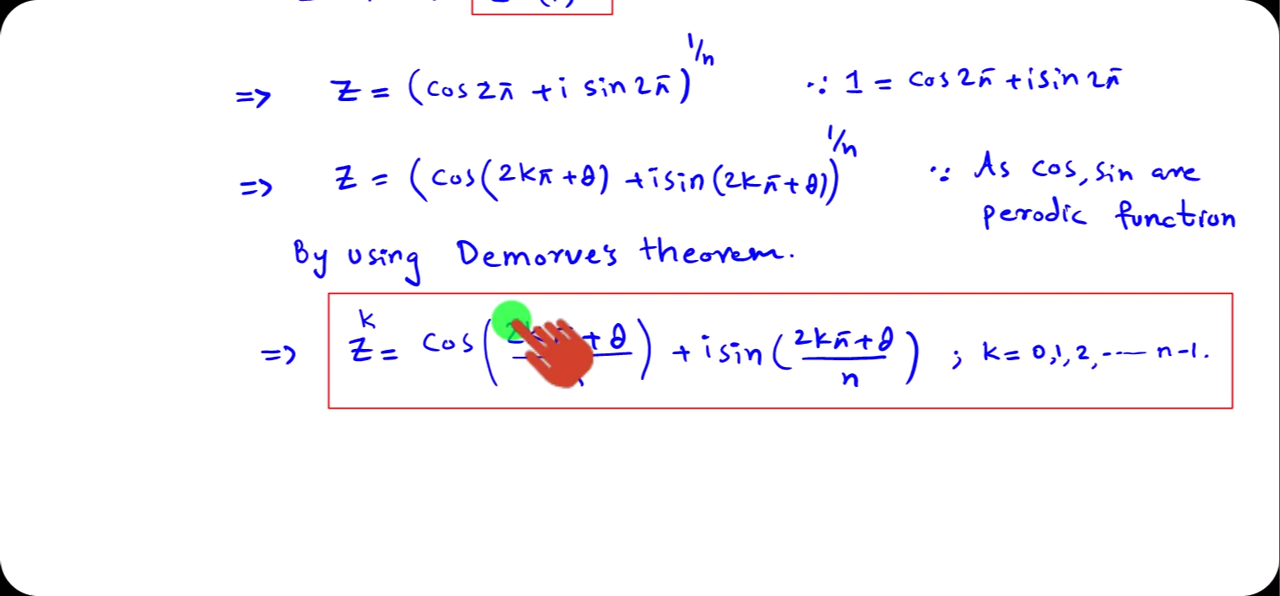 => Z = (cos 2π + i sin 2π)^1/n ∵ 1 = cos 2π + i sin 2π
=> Z = (cos(2kπ + θ) + i sin(2kπ + θ))^1/n ∵ As cos, sin are
perodic function
By using Demorve's theorem.
=> Z^k = cos( + θ) + i sin((2kπ + θ)/n) ; k = 0,1,2,---- n-1.